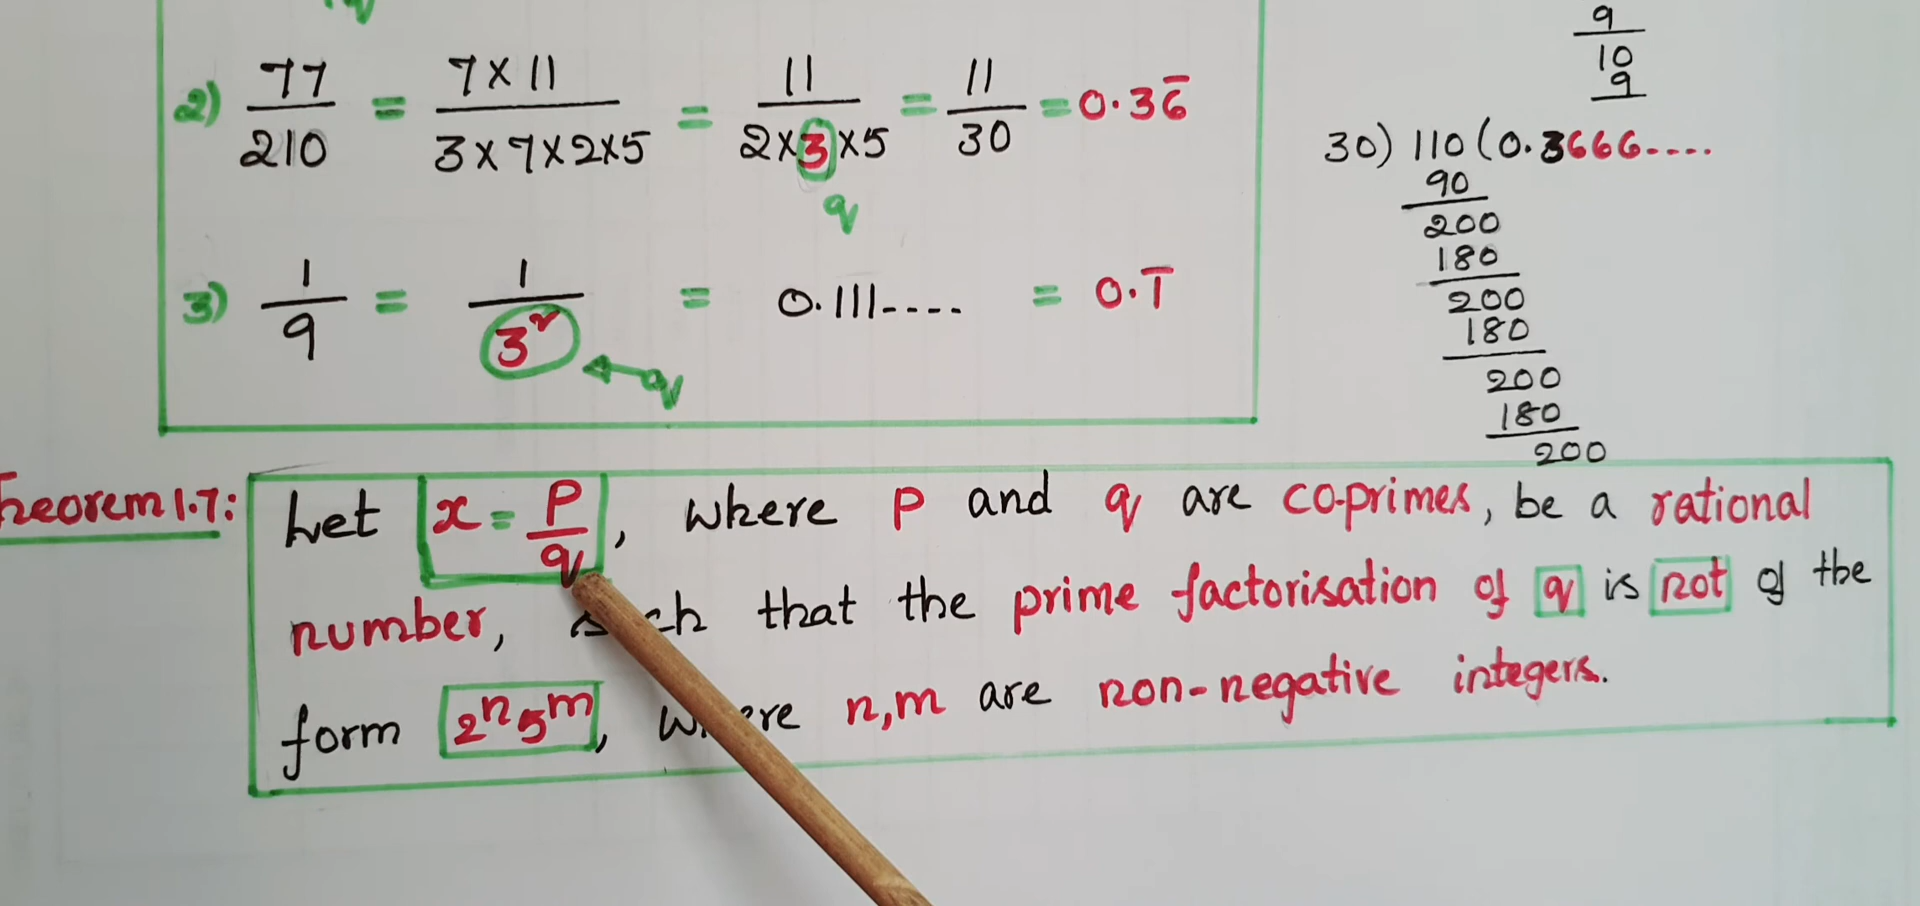 q
2) 77/210 = 7×11/3×7×2×5 = 11/2×3×5 = 11/30 = 0.36̅
q
3) 1/9 = 1/3² = 0.111---- = 0.1̅
q
9
10
9
30) 110 (0.3666....
90
200
180
200
180
200
180
200
heorem 1.7:
Let x = P/q, where P and q are co-primes, be a rational
number, that the prime factorisation of q is not of the
form 2ⁿ5ᵐ, n,m are non-negative integers.